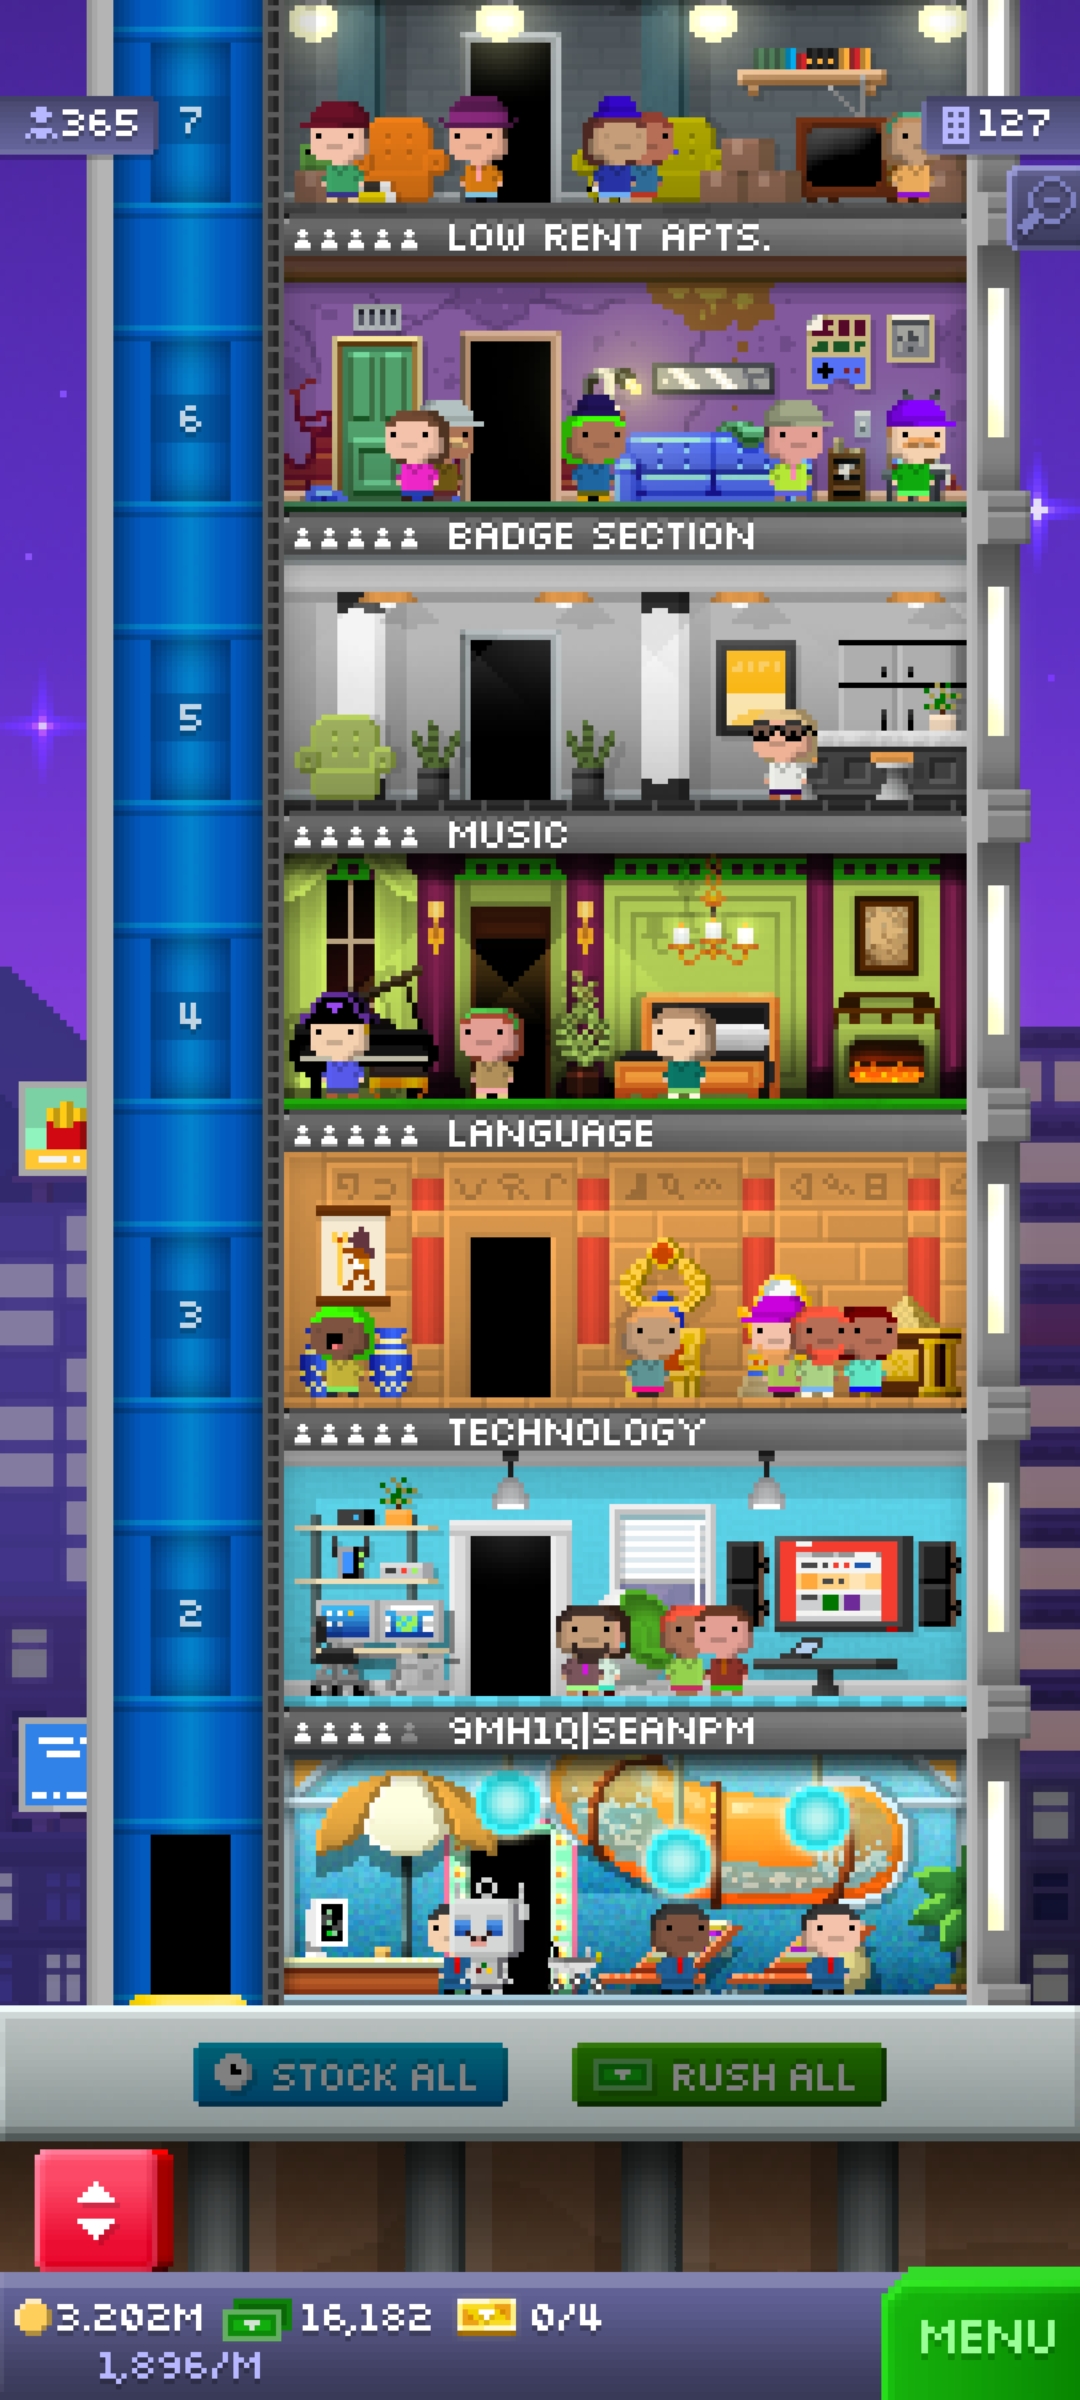 365
7
127
LOW RENT APTS.
6
BADGE SECTION
5
MUSIC
4
LANGUAGE
3
TECHNOLOGY
2
9MH1Q|SEANPM
STOCK ALL
RUSH ALL
3.202M
16,182
0/4
1,896/M
MENU